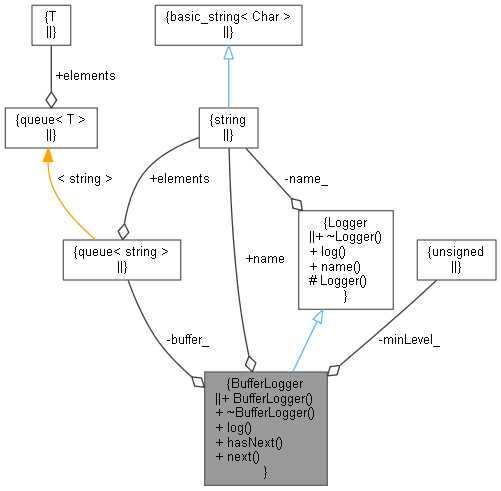 {T
||}
{basic_string< Char >
||}
+elements
{queue< T >
||}
{string
||}
< string >
+elements
-name_
{Logger
||+ ~Logger()
+ log()
+ name()
# Logger()
}
{queue< string >
||}
+name
{unsigned
||}
-buffer_
-minLevel_
{BufferLogger
||+ BufferLogger()
+ ~BufferLogger()
+ log()
+ hasNext()
+ next()
}